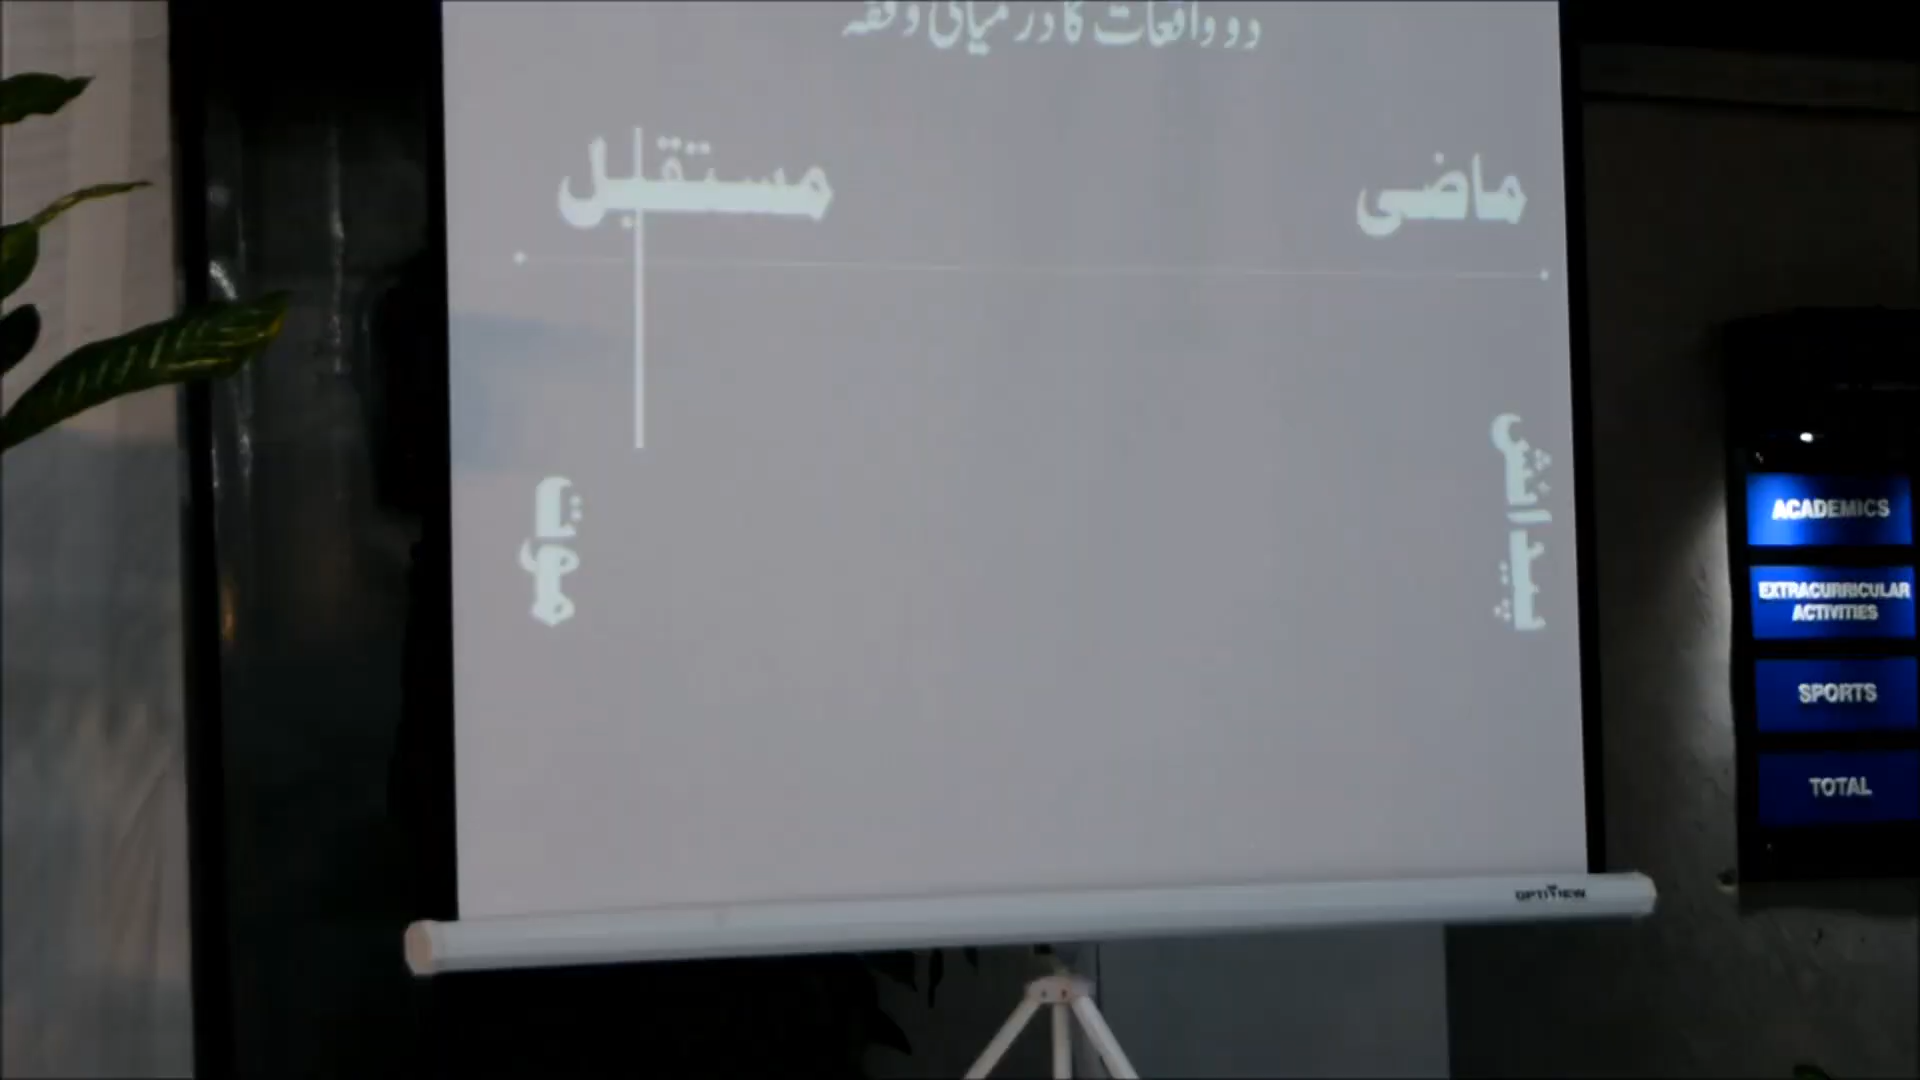 دو واقعات کا درمیانی وقفہ
ماضی
مستقبل
پیدائش
موت
ACADEMICS
EXTRACURRICULAR
ACTIVITIES
SPORTS
TOTAL
OPTIVIEW